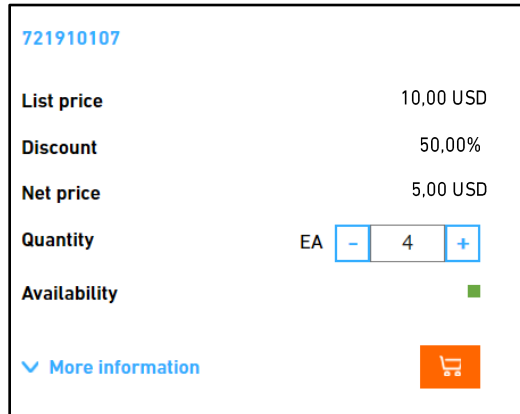 721910107
List price 10,00 USD
Discount 50,00%
Net price 5,00 USD
Quantity EA - 4 +
Availability
More information